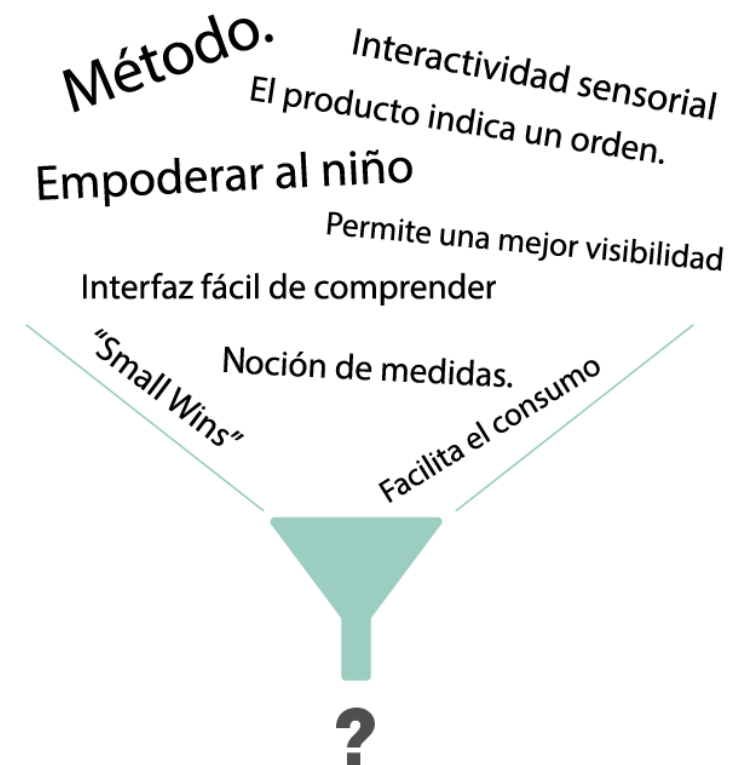 Método.
Interactividad sensorial
El producto indica un orden.
Empoderar al niño
Permite una mejor visibilidad
Interfaz fácil de comprender
“Small Wins”
Noción de medidas.
Facilita el consumo
?